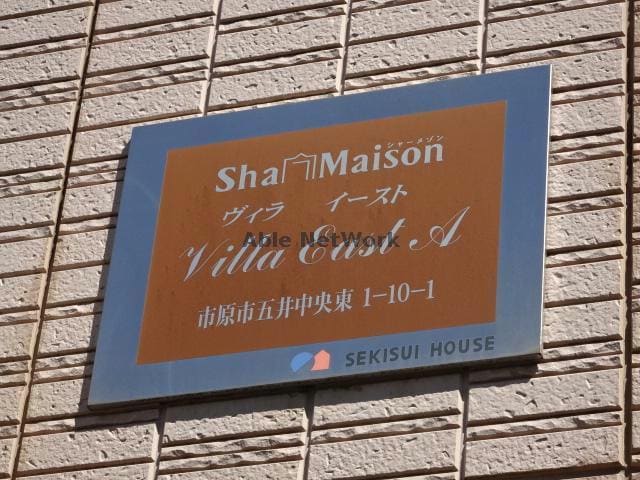 Sha Maison
シャーメゾン
ヴィラ イースト
Villa East A
Able NetWork
市原市五井中央東 1-10-1
SEKISUI HOUSE